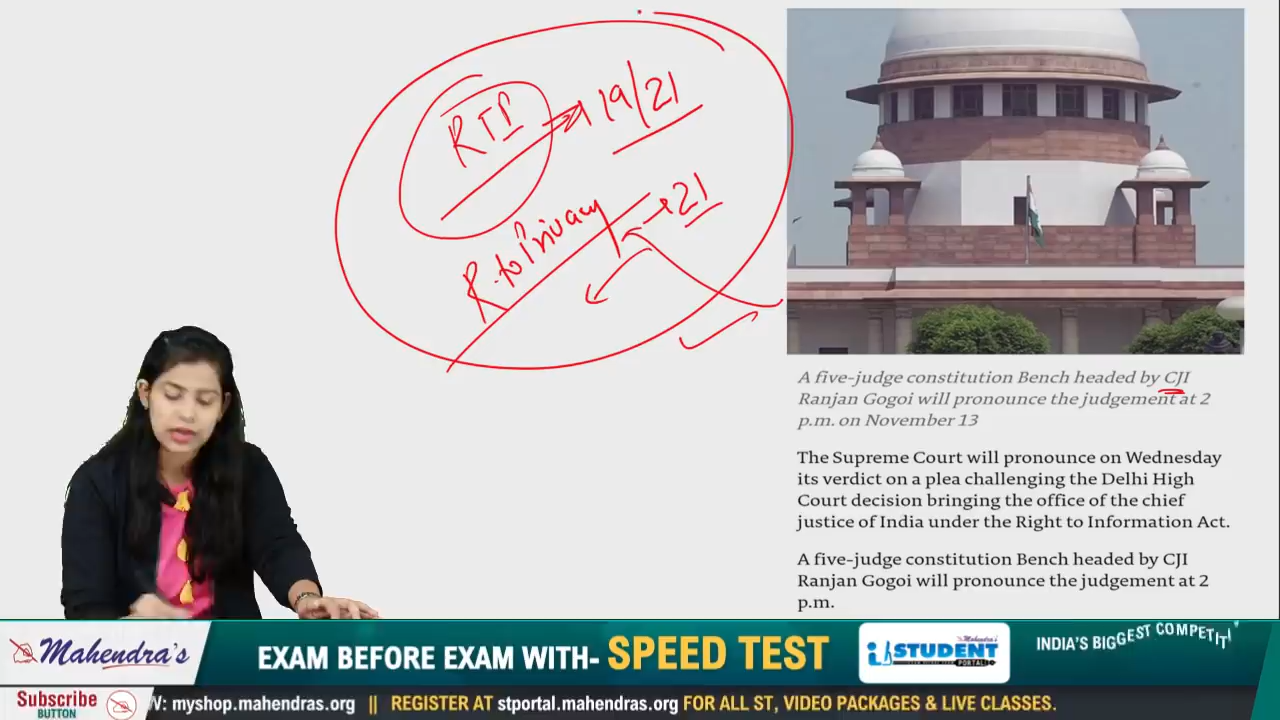 RTI → 19/21
R. to Privacy → 21
A five-judge constitution Bench headed by CJI
Ranjan Gogoi will pronounce the judgement at 2
p.m. on November 13
The Supreme Court will pronounce on Wednesday
its verdict on a plea challenging the Delhi High
Court decision bringing the office of the chief
justice of India under the Right to Information Act.
A five-judge constitution Bench headed by CJI
Ranjan Gogoi will pronounce the judgement at 2
p.m.
Mahendra's
EXAM BEFORE EXAM WITH- SPEED TEST
Mahendra's
STUDENT
PORTAL
INDIA'S BIGGEST COMPETITI
Subscribe
BUTTON
W: myshop.mahendras.org || REGISTER AT stportal.mahendras.org FOR ALL ST, VIDEO PACKAGES & LIVE CLASSES.